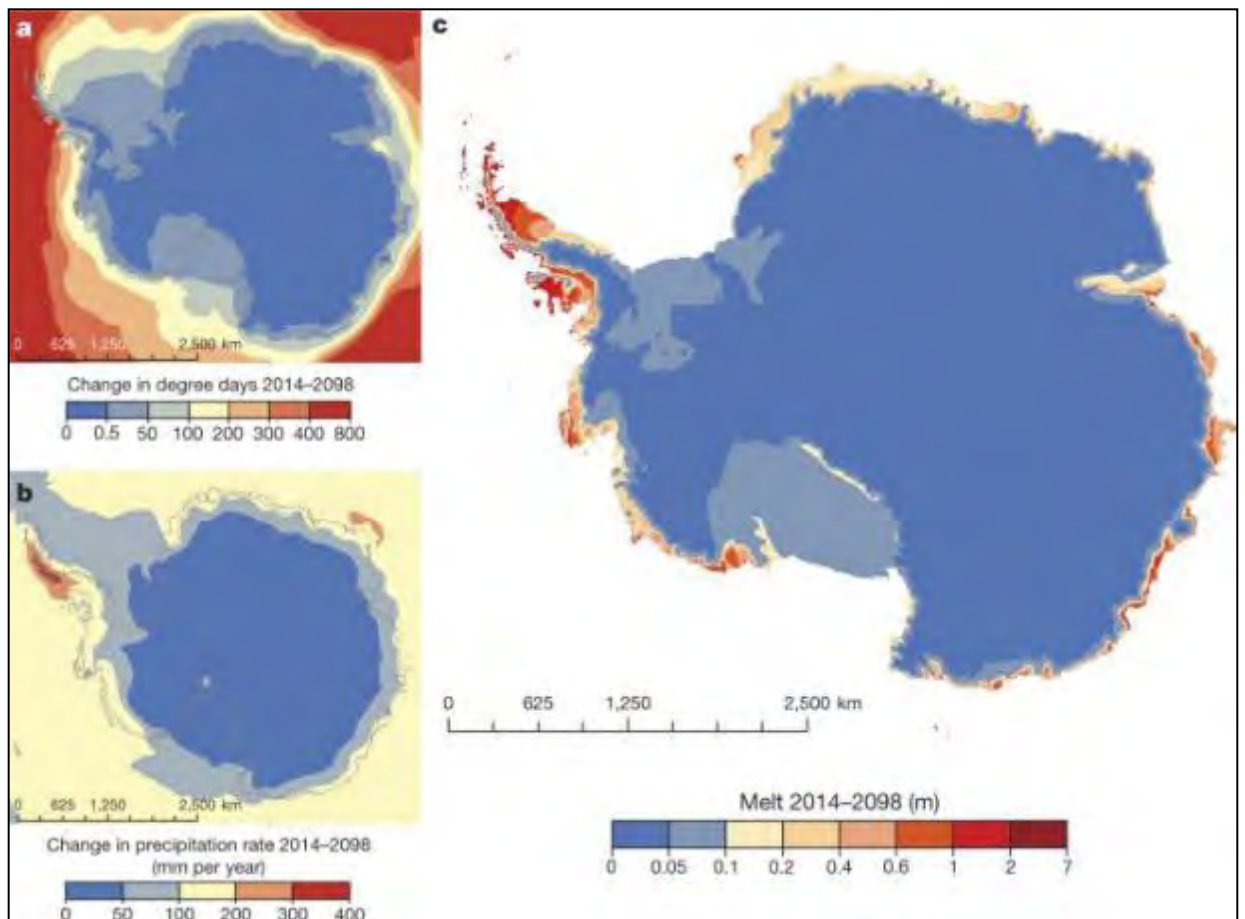 a
0 625 1,250 2,500 km
Change in degree days 2014–2098
0 0.5 50 100 200 300 400 800
b
0 625 1,250 2,500 km
Change in precipitation rate 2014–2098
(mm per year)
0 50 100 200 300 400
c
0 625 1,250 2,500 km
Melt 2014–2098 (m)
0 0.05 0.1 0.2 0.4 0.6 1 2 7